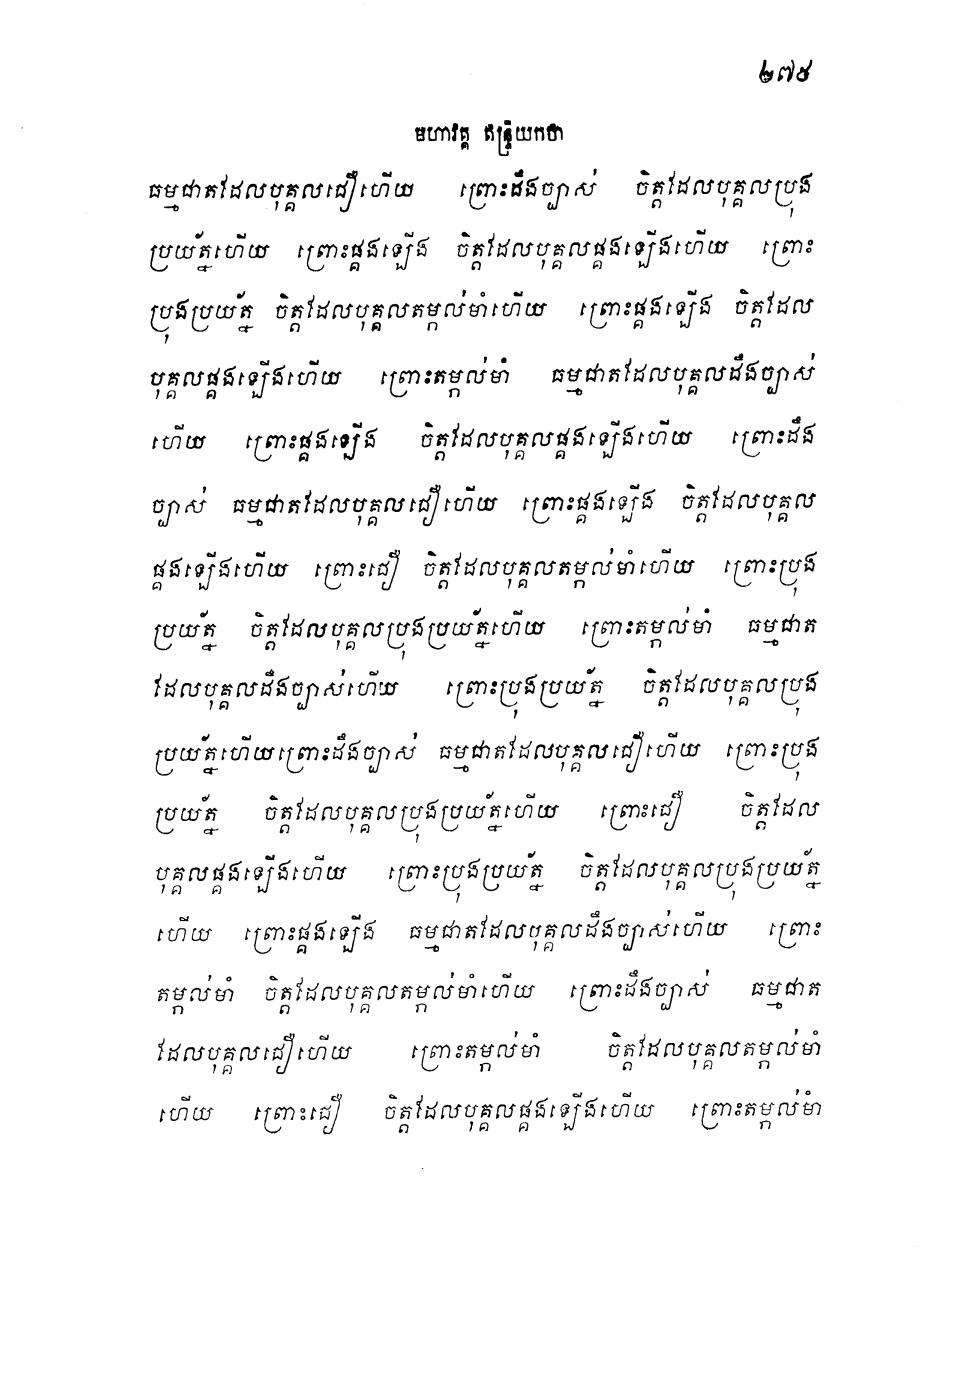 ២៧៥
មហាវគ្គ ឥន្ទ្រិយកថា
ធម្មជាតដែលបុគ្គលជឿហើយ ព្រោះដឹងច្បាស់ ចិត្តដែលបុគ្គលប្រុង
ប្រយ័ត្នហើយ ព្រោះផ្គងឡើង ចិត្តដែលបុគ្គលផ្គងឡើងហើយ ព្រោះ
ប្រុងប្រយ័ត្ន ចិត្តដែលបុគ្គលតម្កល់មាំហើយ ព្រោះផ្គងឡើង ចិត្តដែល
បុគ្គលផ្គងឡើងហើយ ព្រោះតម្កល់មាំ ធម្មជាតដែលបុគ្គលដឹងច្បាស់
ហើយ ព្រោះផ្គងឡើង ចិត្តដែលបុគ្គលផ្គងឡើងហើយ ព្រោះដឹង
ច្បាស់ ធម្មជាតដែលបុគ្គលជឿហើយ ព្រោះផ្គងឡើង ចិត្តដែលបុគ្គល
ផ្គងឡើងហើយ ព្រោះជឿ ចិត្តដែលបុគ្គលតម្កល់មាំហើយ ព្រោះប្រុង
ប្រយ័ត្ន ចិត្តដែលបុគ្គលប្រុងប្រយ័ត្នហើយ ព្រោះតម្កល់មាំ ធម្មជាត
ដែលបុគ្គលដឹងច្បាស់ហើយ ព្រោះប្រុងប្រយ័ត្ន ចិត្តដែលបុគ្គលប្រុង
ប្រយ័ត្នហើយព្រោះដឹងច្បាស់ ធម្មជាតដែលបុគ្គលជឿហើយ ព្រោះប្រុង
ប្រយ័ត្ន ចិត្តដែលបុគ្គលប្រុងប្រយ័ត្នហើយ ព្រោះជឿ ចិត្តដែល
បុគ្គលផ្គងឡើងហើយ ព្រោះប្រុងប្រយ័ត្ន ចិត្តដែលបុគ្គលប្រុងប្រយ័ត្ន
ហើយ ព្រោះផ្គងឡើង ធម្មជាតដែលបុគ្គលដឹងច្បាស់ហើយ ព្រោះ
តម្កល់មាំ ចិត្តដែលបុគ្គលតម្កល់មាំហើយ ព្រោះដឹងច្បាស់ ធម្មជាត
ដែលបុគ្គលជឿហើយ ព្រោះតម្កល់មាំ ចិត្តដែលបុគ្គលតម្កល់មាំ
ហើយ ព្រោះជឿ ចិត្តដែលបុគ្គលផ្គងឡើងហើយ ព្រោះតម្កល់មាំ